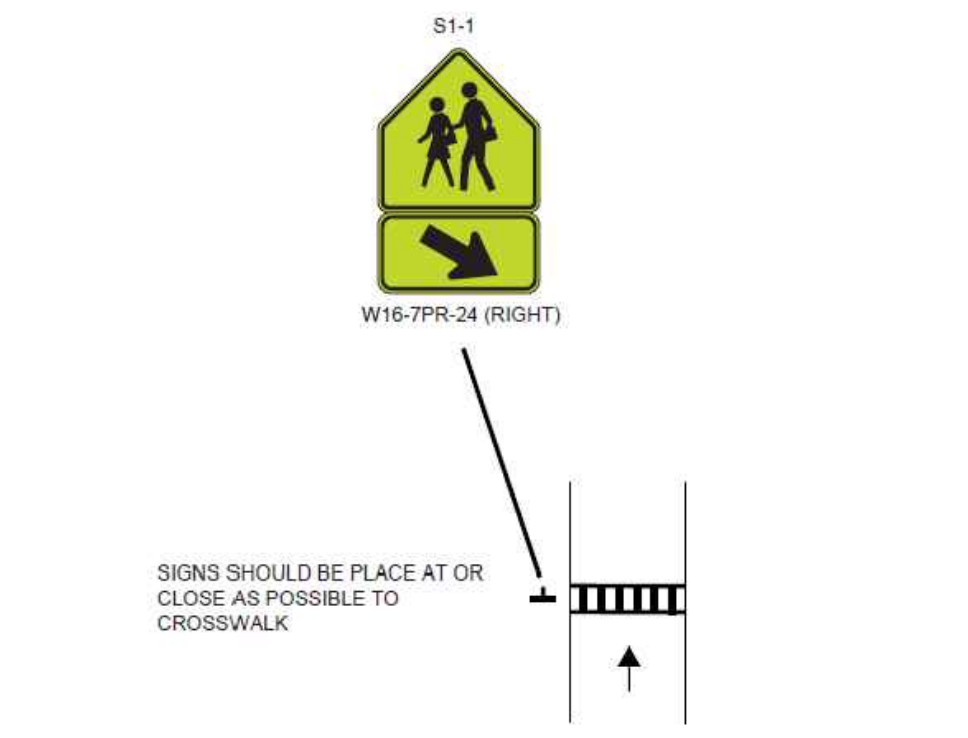 S1-1
W16-7PR-24 (RIGHT)
SIGNS SHOULD BE PLACE AT OR
CLOSE AS POSSIBLE TO
CROSSWALK